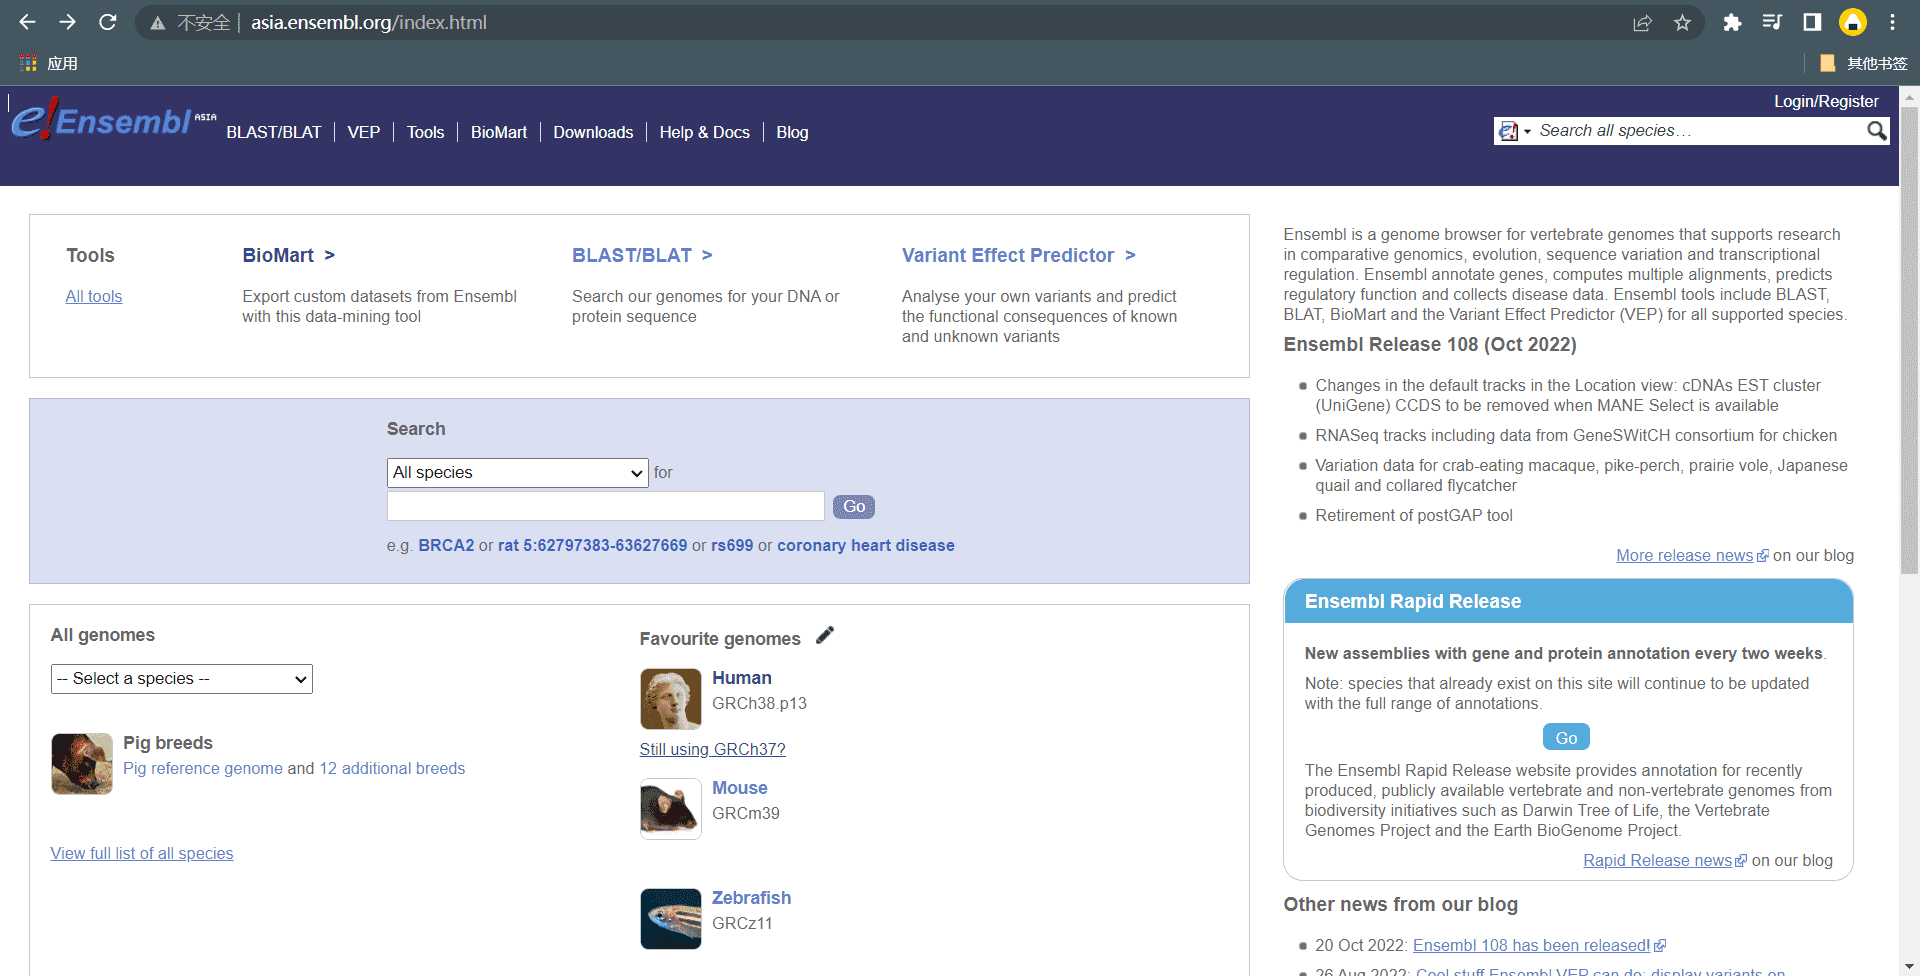 不安全 asia.ensembl.org/index.html
应用
其他书签
Login/Register
e!Ensembl ASIA
BLAST/BLAT VEP Tools BioMart Downloads Help & Docs Blog
Search all species…
Tools
All tools
BioMart >
Export custom datasets from Ensembl
with this data-mining tool
BLAST/BLAT >
Search our genomes for your DNA or
protein sequence
Variant Effect Predictor >
Analyse your own variants and predict
the functional consequences of known
and unknown variants
Search
All species for
Go
e.g. BRCA2 or rat 5:62797383-63627669 or rs699 or coronary heart disease
All genomes
-- Select a species --
Pig breeds
Pig reference genome and 12 additional breeds
View full list of all species
Favourite genomes
Human
GRCh38.p13
Still using GRCh37?
Mouse
GRCm39
Zebrafish
GRCz11
Ensembl is a genome browser for vertebrate genomes that supports research
in comparative genomics, evolution, sequence variation and transcriptional
regulation. Ensembl annotate genes, computes multiple alignments, predicts
regulatory function and collects disease data. Ensembl tools include BLAST,
BLAT, BioMart and the Variant Effect Predictor (VEP) for all supported species.
Ensembl Release 108 (Oct 2022)
Changes in the default tracks in the Location view: cDNAs EST cluster
(UniGene) CCDS to be removed when MANE Select is available
RNASeq tracks including data from GeneSWitCH consortium for chicken
Variation data for crab-eating macaque, pike-perch, prairie vole, Japanese
quail and collared flycatcher
Retirement of postGAP tool
More release news on our blog
Ensembl Rapid Release
New assemblies with gene and protein annotation every two weeks.
Note: species that already exist on this site will continue to be updated
with the full range of annotations.
Go
The Ensembl Rapid Release website provides annotation for recently
produced, publicly available vertebrate and non-vertebrate genomes from
biodiversity initiatives such as Darwin Tree of Life, the Vertebrate
Genomes Project and the Earth BioGenome Project.
Rapid Release news on our blog
Other news from our blog
20 Oct 2022: Ensembl 108 has been released!
26 Aug 2022: Cool stuff Ensembl VEP can do: display variants on